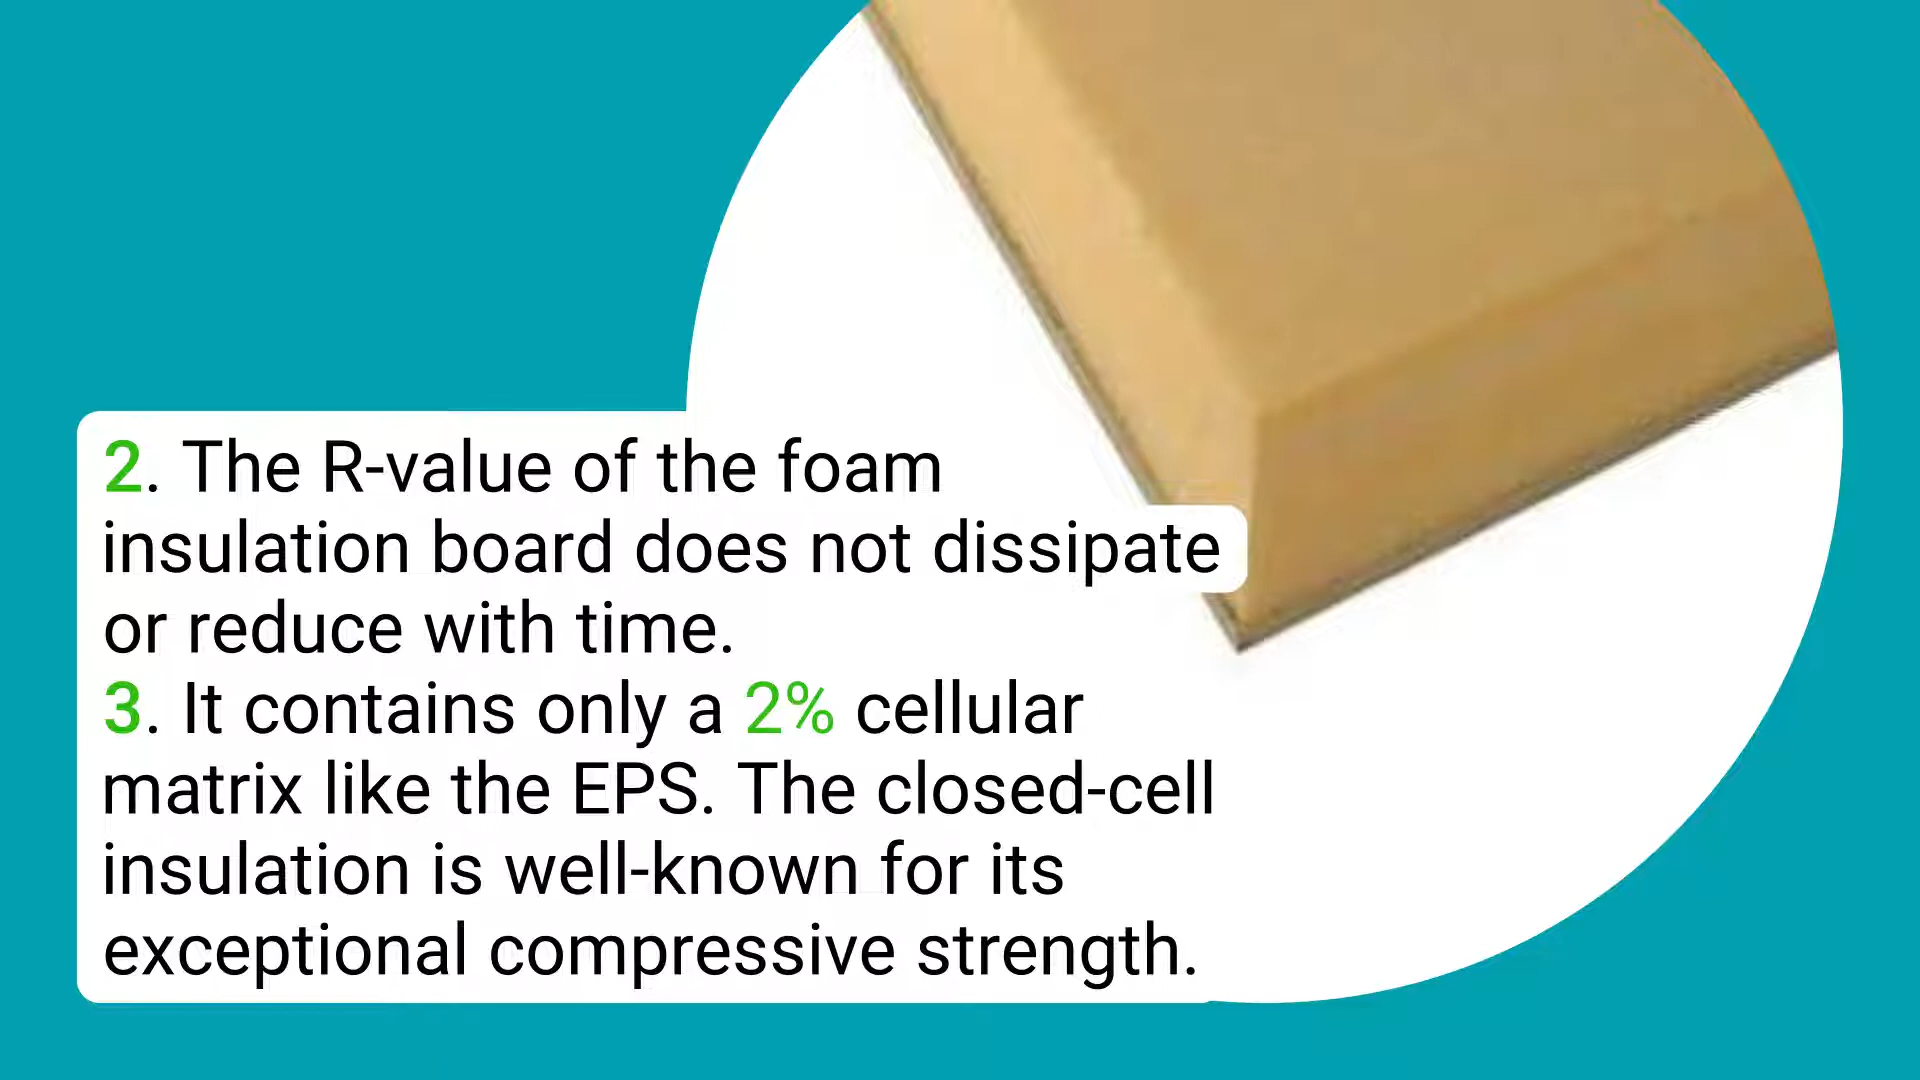 2. The R-value of the foam
insulation board does not dissipate
or reduce with time.
3. It contains only a 2% cellular
matrix like the EPS. The closed-cell
insulation is well-known for its
exceptional compressive strength.